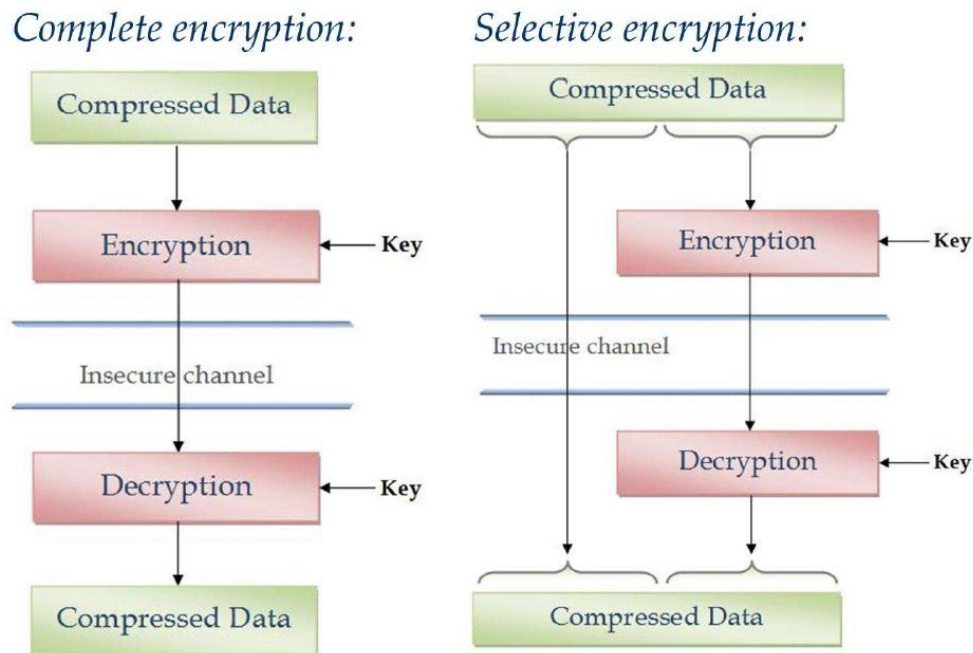 Complete encryption:
Compressed Data
Encryption
Key
Insecure channel
Decryption
Key
Compressed Data
Selective encryption:
Compressed Data
Encryption
Key
Insecure channel
Decryption
Key
Compressed Data